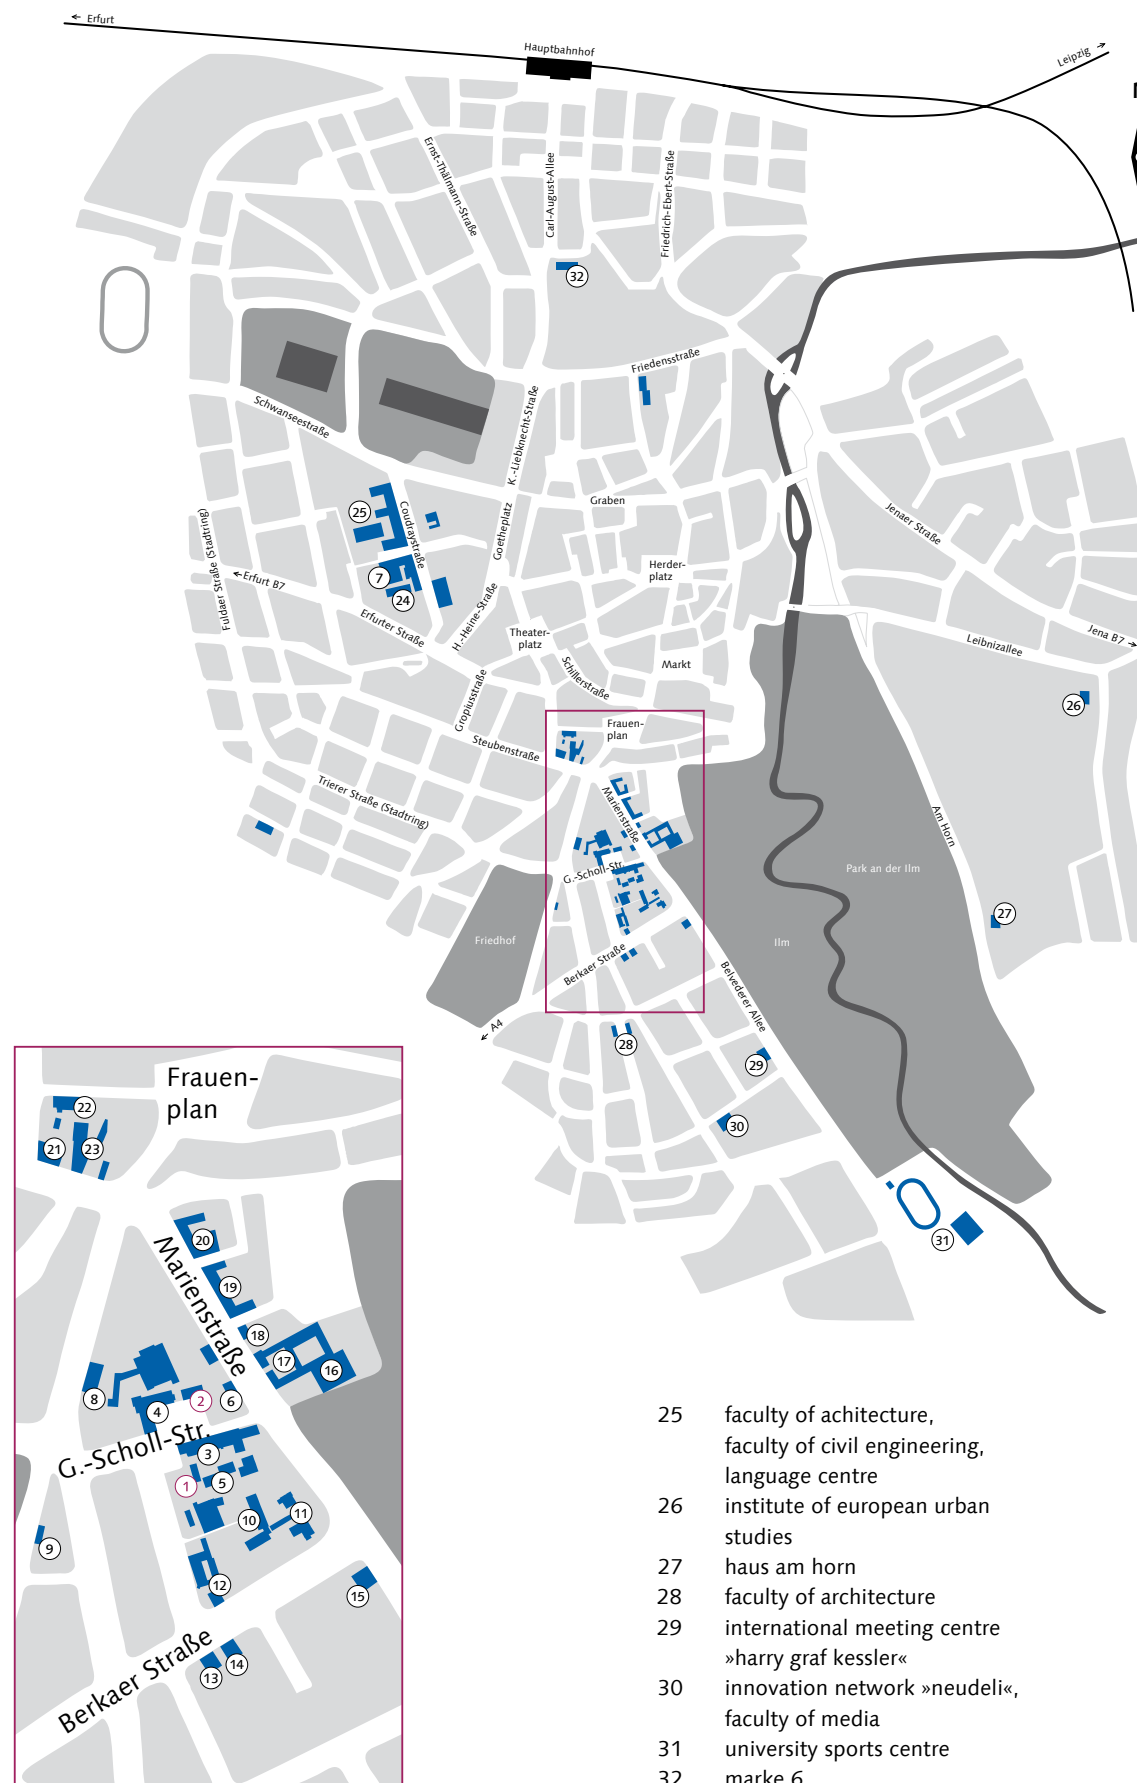 ← Erfurt
Hauptbahnhof
Leipzig →
Ernst-Thälmann-Straße
Carl-August-Allee
Friedrich-Ebert-Straße
32
Friedensstraße
Schwanseestraße
K.-Liebknecht-Straße
Graben
25
Coudraystraße
Goetheplatz
Jenaer Straße
Fuldaer Straße (Stadtring)
←Erfurt B7
7
24
Herder-
platz
Erfurter Straße
H.-Heine-Straße
Theater-
platz
Schillerstraße
Markt
Leibnizallee
Jena B7 →
26
Gropiusstraße
Steubenstraße
Frauen-
plan
Trierer Straße (Stadtring)
Marienstraße
Am Horn
G.-Scholl-Str.
Park an der Ilm
27
Friedhof
Ilm
Berkaer Straße
Belvederer Allee
← A4
28
29
30
31
Frauen-
plan
22
21
23
20
Marienstraße
19
18
17
16
8
2
6
4
G.-Scholl-Str.
3
1
5
10
11
9
12
15
Berkaer Straße
14
13
25 faculty of achitecture,
faculty of civil engineering,
language centre
26 institute of european urban
studies
27 haus am horn
28 faculty of architecture
29 international meeting centre
»harry graf kessler«
30 innovation network »neudeli«,
faculty of media
31 university sports centre
32 marke 6